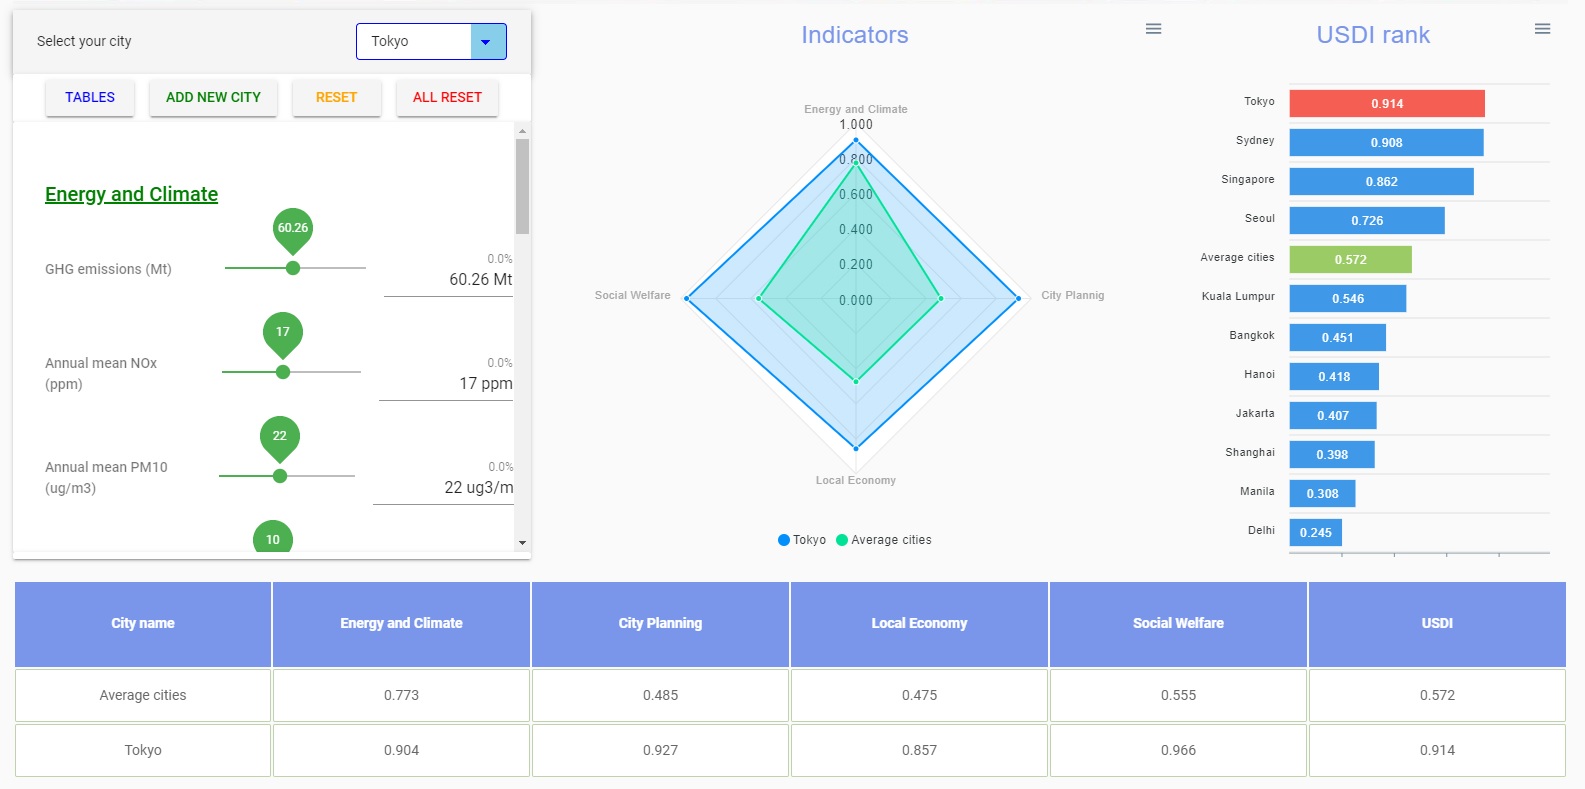 Select your city
Tokyo
TABLES
ADD NEW CITY
RESET
ALL RESET
Energy and Climate
60.26
GHG emissions (Mt)
0.0%
60.26 Mt
17
Annual mean NOx
(ppm)
0.0%
17 ppm
22
Annual mean PM10
(ug/m3)
0.0%
22 ug3/m
10
Indicators
Energy and Climate
1.000
0.800
0.600
0.400
0.200
0.000
Social Welfare
City Plannig
Local Economy
Tokyo
Average cities
USDI rank
Tokyo 0.914
Sydney 0.908
Singapore 0.862
Seoul 0.726
Average cities 0.572
Kuala Lumpur 0.546
Bangkok 0.451
Hanoi 0.418
Jakarta 0.407
Shanghai 0.398
Manila 0.308
Delhi 0.245
City name Energy and Climate City Planning Local Economy Social Welfare USDI
Average cities 0.773 0.485 0.475 0.555 0.572
Tokyo 0.904 0.927 0.857 0.966 0.914